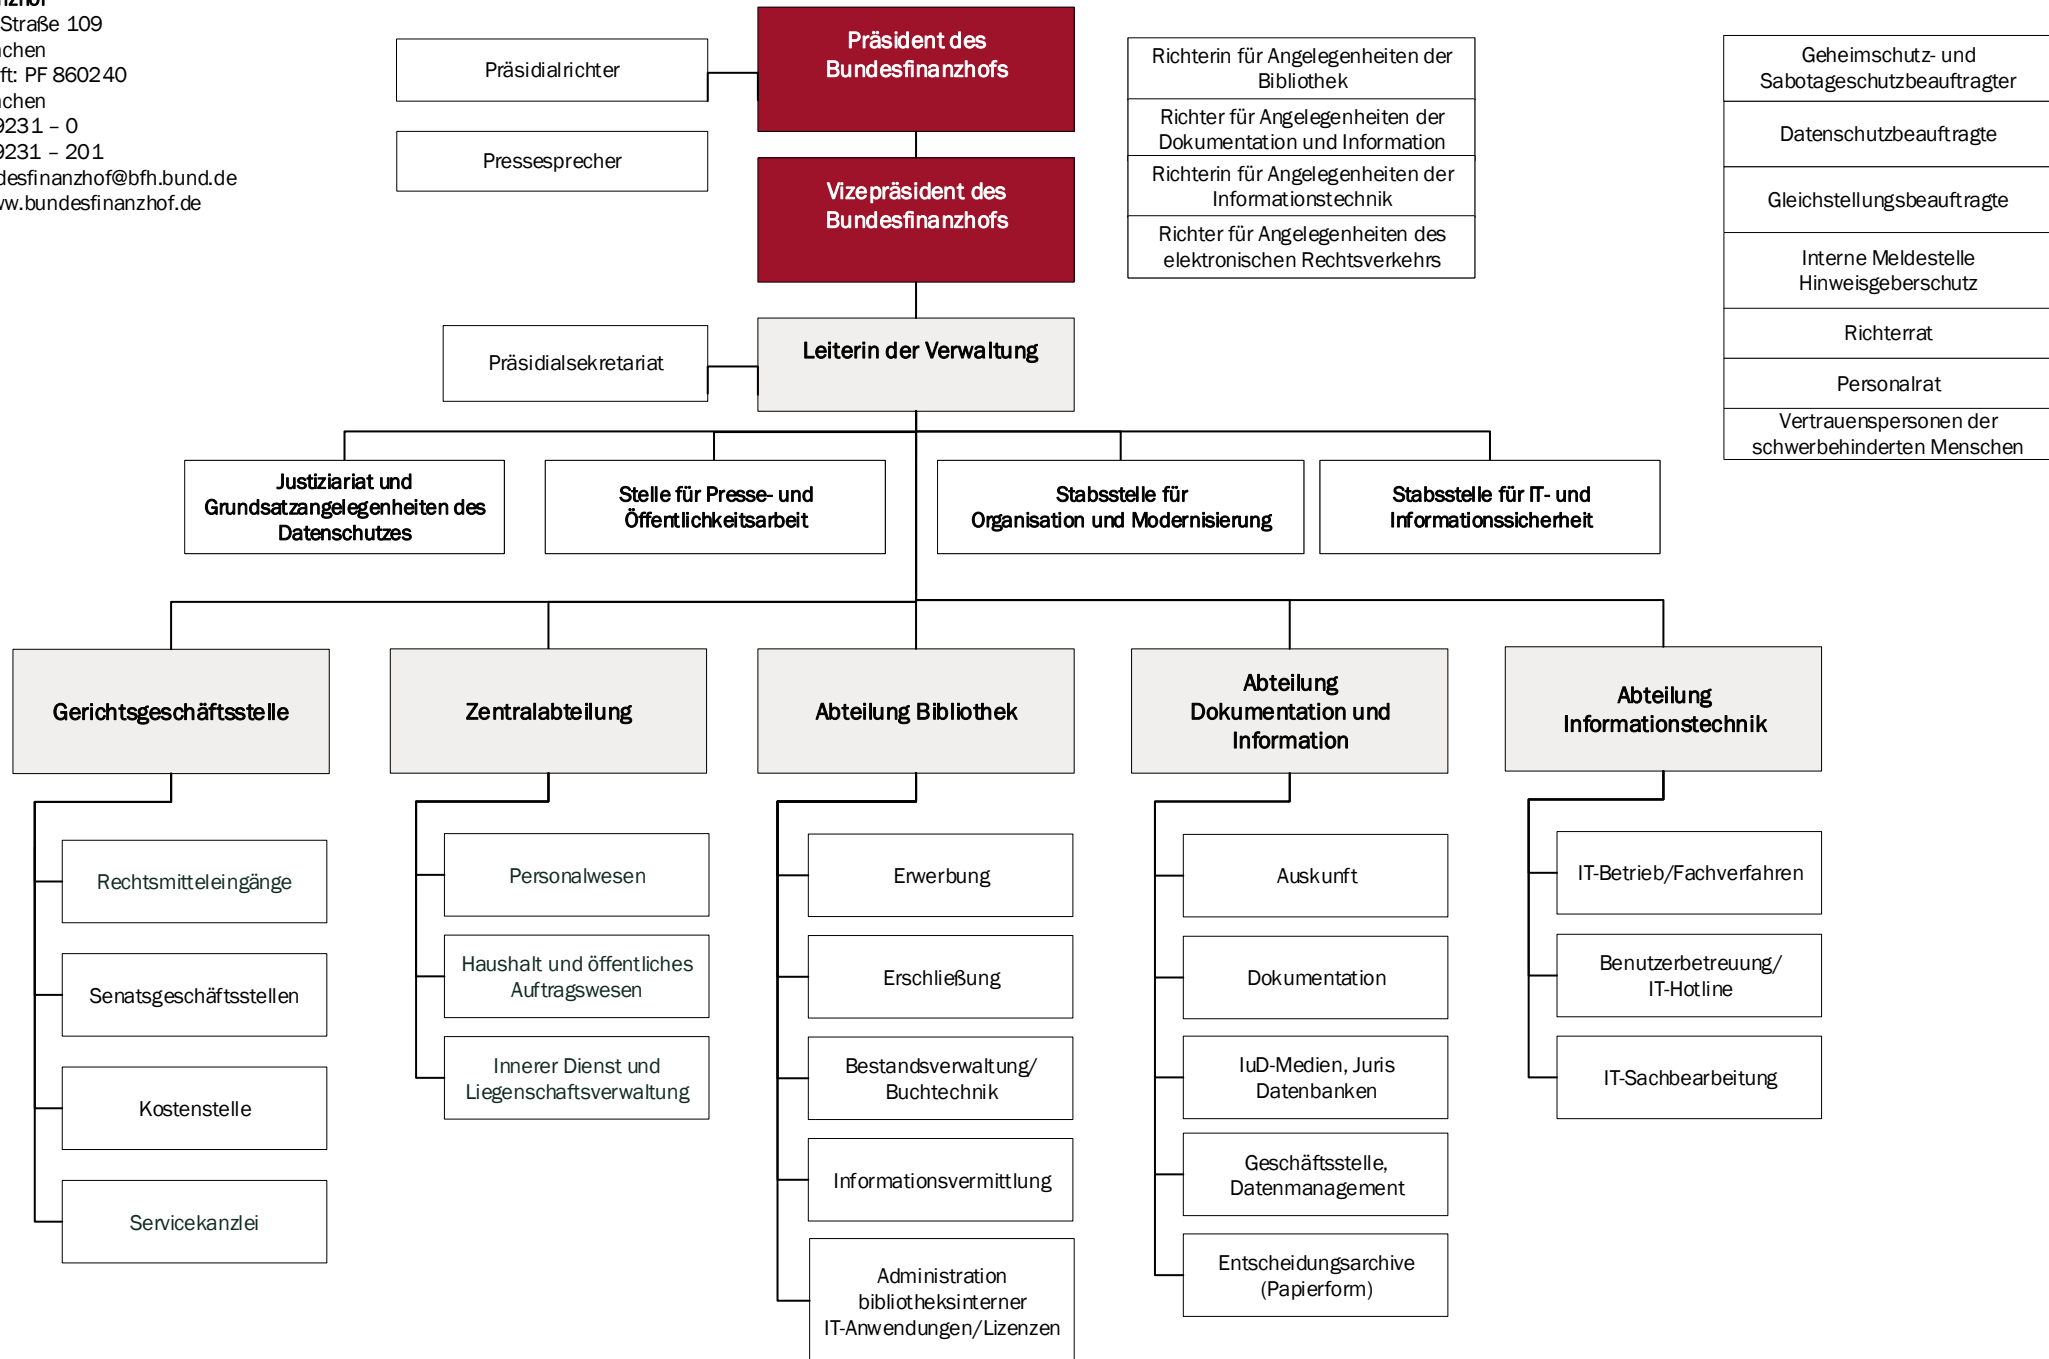 Straße 109
PF 860240
9231 – 0
9231 – 201
@bfh.bund.de
.bundesfinanzhof.de
Präsident des
Bundesfinanzhofs
Präsidialrichter
Pressesprecher
Vizepräsident des
Bundesfinanzhofs
Richterin für Angelegenheiten der
Bibliothek
Richter für Angelegenheiten der
Dokumentation und Information
Richterin für Angelegenheiten der
Informationstechnik
Richter für Angelegenheiten des
elektronischen Rechtsverkehrs
Geheimschutz- und
Sabotageschutzbeauftragter
Datenschutzbeauftragte
Gleichstellungsbeauftragte
Interne Meldestelle
Hinweisgeberschutz
Richterrat
Personalrat
Vertrauenspersonen der
schwerbehinderten Menschen
Präsidialsekretariat
Leiterin der Verwaltung
Justiziariat und
Grundsatzangelegenheiten des
Datenschutzes
Stelle für Presse- und
Öffentlichkeitsarbeit
Stabsstelle für
Organisation und Modernisierung
Stabsstelle für IT- und
Informationssicherheit
Gerichtsgeschäftsstelle
Rechtsmitteleingänge
Senatsgeschäftsstellen
Kostenstelle
Servicekanzlei
Zentralabteilung
Personalwesen
Haushalt und öffentliches
Auftragswesen
Innerer Dienst und
Liegenschaftsverwaltung
Abteilung Bibliothek
Erwerbung
Erschließung
Bestandsverwaltung/
Buchtechnik
Informationsvermittlung
Administration
bibliotheksinterner
IT-Anwendungen/Lizenzen
Abteilung
Dokumentation und
Information
Auskunft
Dokumentation
IuD-Medien, Juris
Datenbanken
Geschäftsstelle,
Datenmanagement
Entscheidungsarchive
(Papierform)
Abteilung
Informationstechnik
IT-Betrieb/Fachverfahren
Benutzerbetreuung/
IT-Hotline
IT-Sachbearbeitung